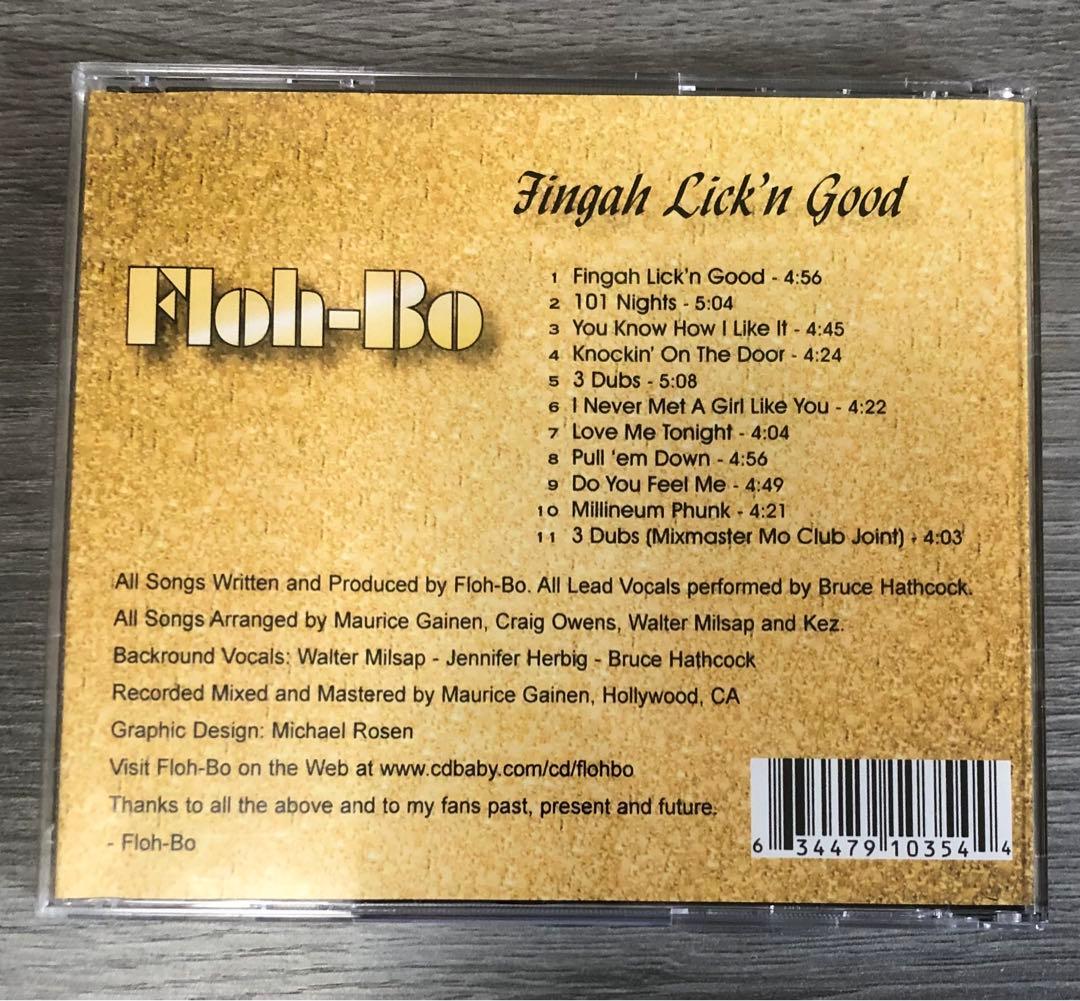 Fingah Lick'n Good
Floh-Bo
1 Fingah Lick'n Good - 4:56
2 101 Nights - 5:04
3 You Know How I Like It - 4:45
4 Knockin' On The Door - 4:24
5 3 Dubs - 5:08
6 I Never Met A Girl Like You - 4:22
7 Love Me Tonight - 4:04
8 Pull 'em Down - 4:56
9 Do You Feel Me - 4:49
10 Millineum Phunk - 4:21
11 3 Dubs (Mixmaster Mo Club Joint) - 4:03
All Songs Written and Produced by Floh-Bo. All Lead Vocals performed by Bruce Hathcock.
All Songs Arranged by Maurice Gainen, Craig Owens, Walter Milsap and Kez.
Backround Vocals: Walter Milsap - Jennifer Herbig - Bruce Hathcock
Recorded Mixed and Mastered by Maurice Gainen, Hollywood, CA
Graphic Design: Michael Rosen
Visit Floh-Bo on the Web at www.cdbaby.com/cd/flohbo
Thanks to all the above and to my fans past, present and future.
- Floh-Bo
6 34479 10354 4